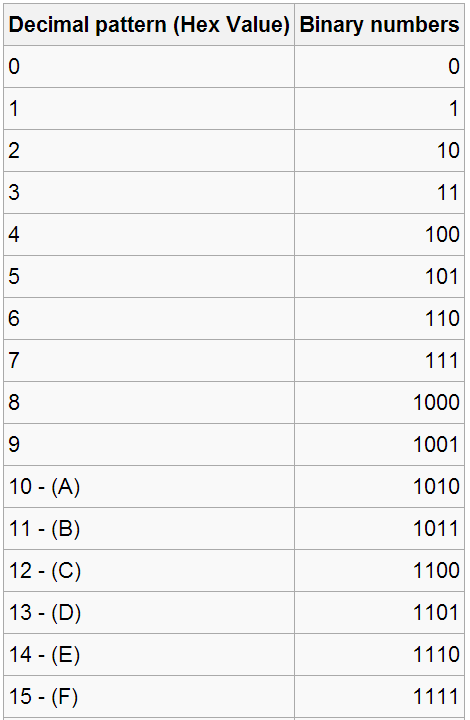 Decimal pattern (Hex Value) Binary numbers
0 0
1 1
2 10
3 11
4 100
5 101
6 110
7 111
8 1000
9 1001
10 - (A) 1010
11 - (B) 1011
12 - (C) 1100
13 - (D) 1101
14 - (E) 1110
15 - (F) 1111